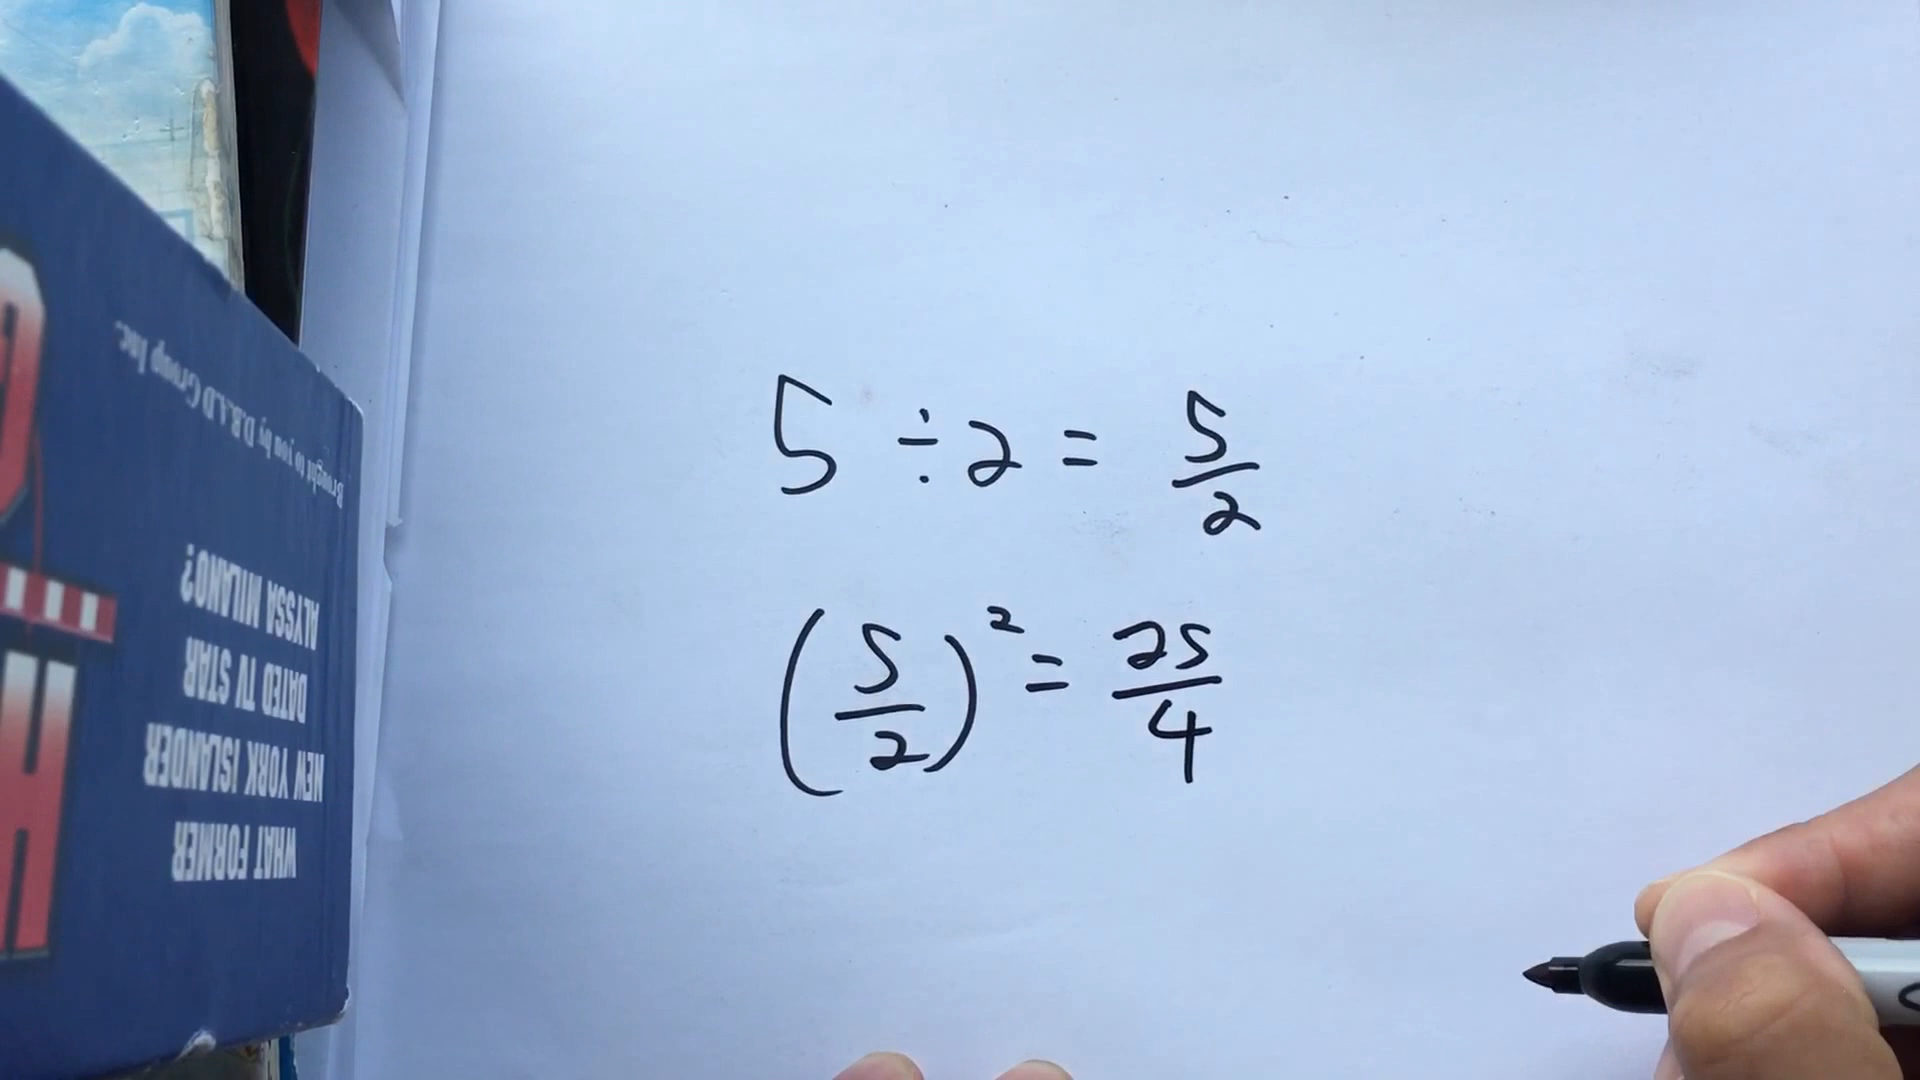 5 ÷ 2 = 5/2
(5/2)² = 25/4
Brought to you by D.B.A.D Group Inc.
WHAT FORMER
NEW YORK ISLANDER
DATED TV STAR
ALYSSA MILANO?